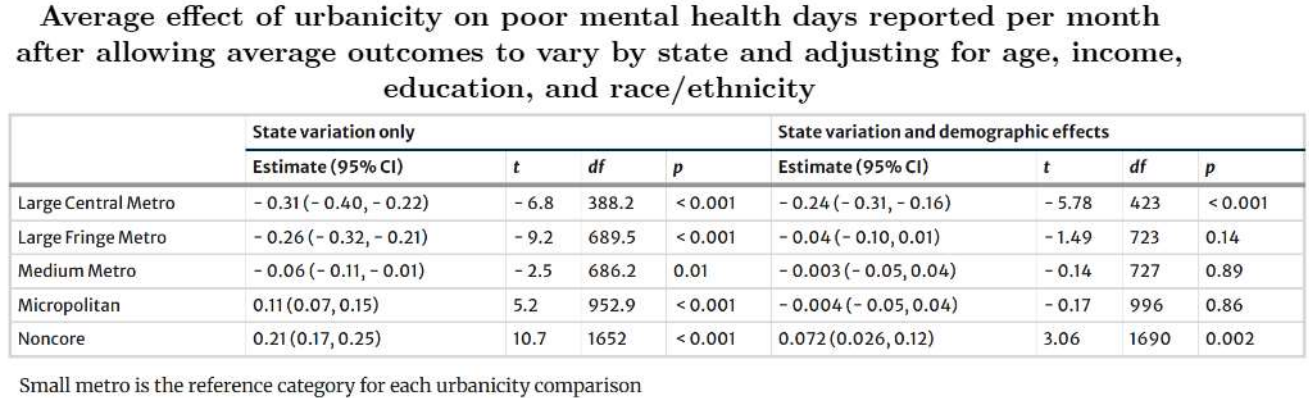 Average effect of urbanicity on poor mental health days reported per month
after allowing average outcomes to vary by state and adjusting for age, income,
education, and race/ethnicity
State variation only State variation and demographic effects
Estimate (95% CI) t df p Estimate (95% CI) t df p
Large Central Metro − 0.31 (− 0.40, − 0.22) − 6.8 388.2 < 0.001 − 0.24 (− 0.31, − 0.16) − 5.78 423 < 0.001
Large Fringe Metro − 0.26 (− 0.32, − 0.21) − 9.2 689.5 < 0.001 − 0.04 (− 0.10, 0.01) − 1.49 723 0.14
Medium Metro − 0.06 (− 0.11, − 0.01) − 2.5 686.2 0.01 − 0.003 (− 0.05, 0.04) − 0.14 727 0.89
Micropolitan 0.11 (0.07, 0.15) 5.2 952.9 < 0.001 − 0.004 (− 0.05, 0.04) − 0.17 996 0.86
Noncore 0.21 (0.17, 0.25) 10.7 1652 < 0.001 0.072 (0.026, 0.12) 3.06 1690 0.002
Small metro is the reference category for each urbanicity comparison